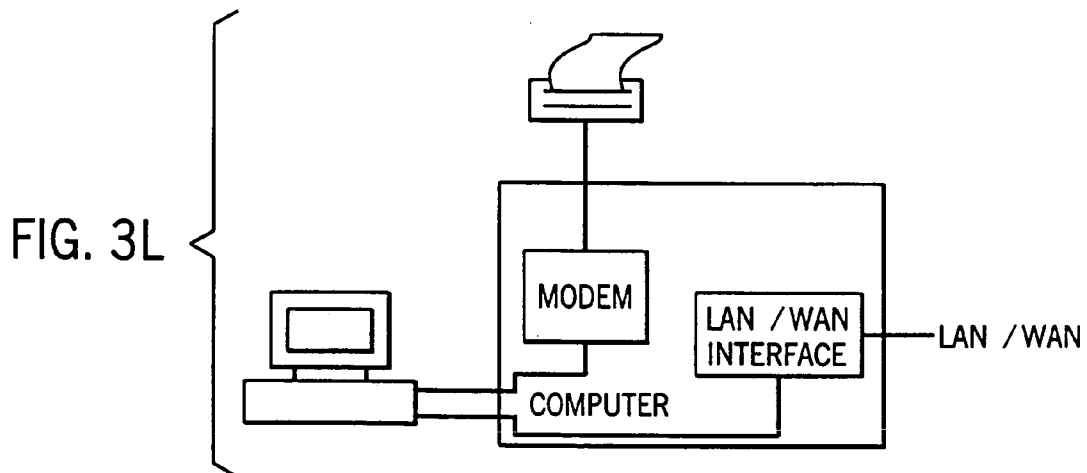 FIG. 3L
MODEM
LAN / WAN
INTERFACE
LAN / WAN
COMPUTER